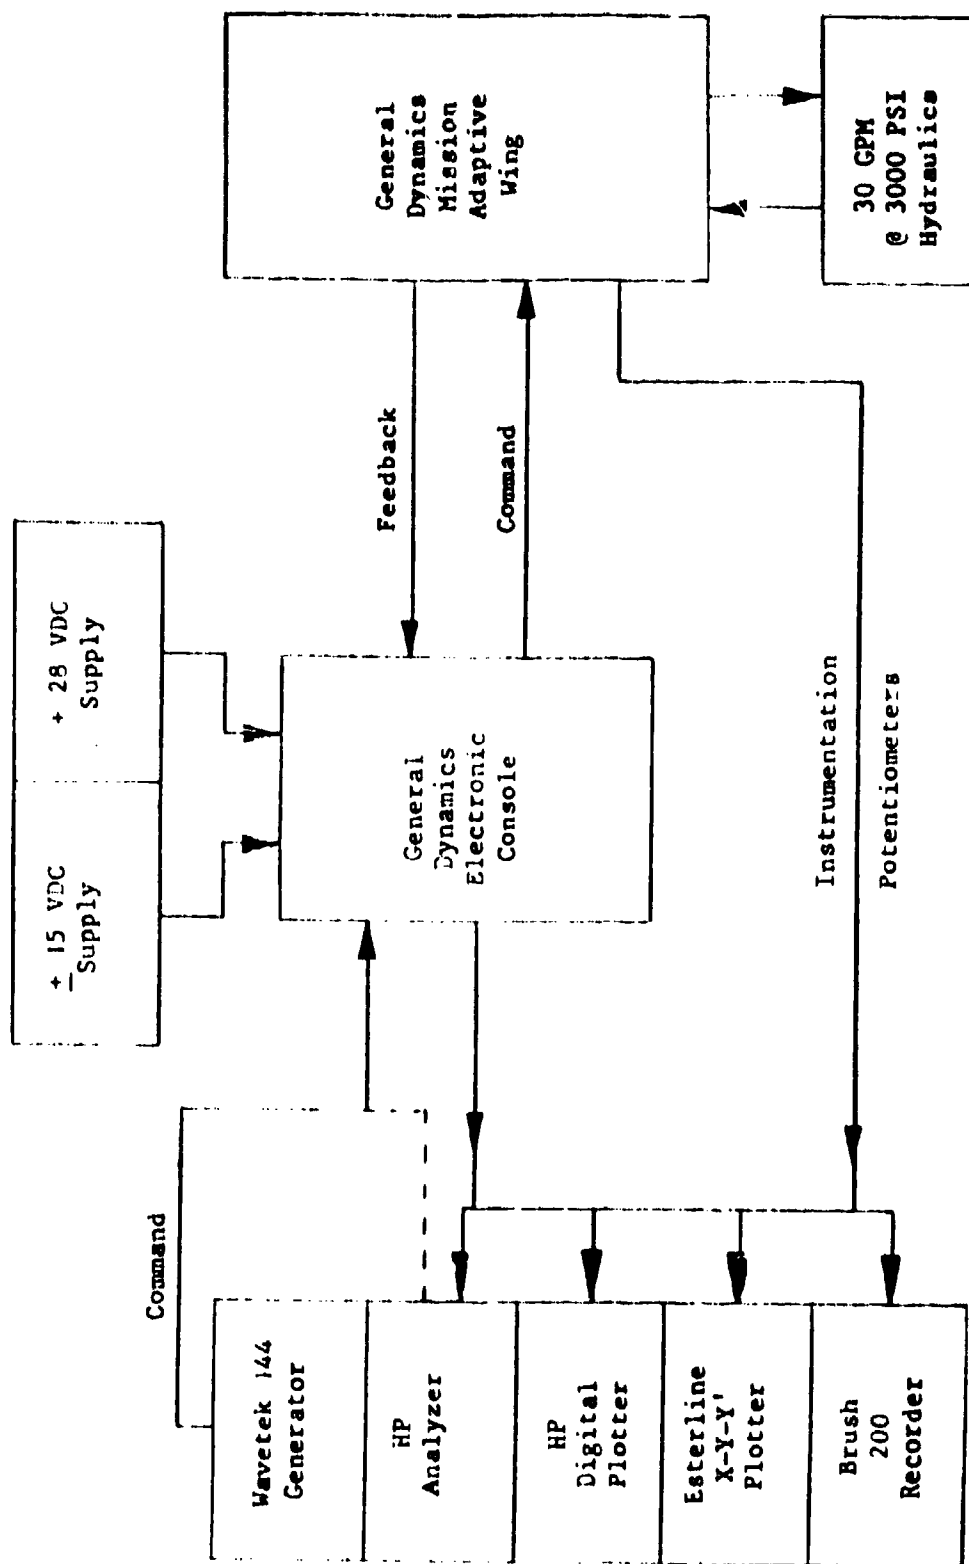 + 15 VDC
Supply
+ 28 VDC
Supply
Command
Wavetek 144
Generator
HP
Analyzer
HP
Digital
Plotter
Esterline
X-Y-Y'
Plotter
Brush
200
Recorder
General
Dynamics
Electronic
Console
Feedback
Command
Instrumentation
Potentiometers
General
Dynamics
Mission
Adaptive
Wing
30 GPM
@ 3000 PSI
Hydraulics